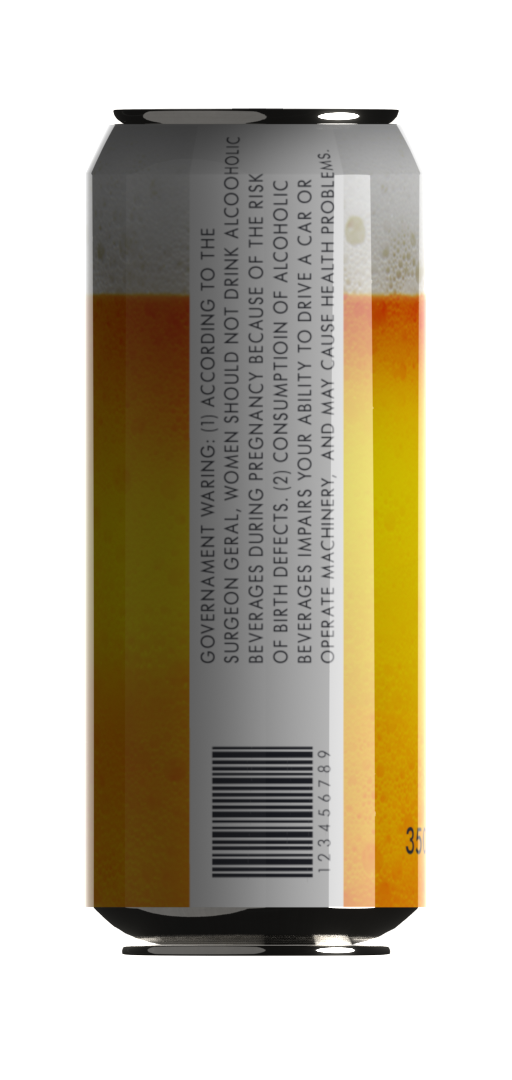 GOVERNAMENT WARING: (1) ACCORDING TO THE
SURGEON GERAL, WOMEN SHOULD NOT DRINK ALCOOHOLIC
BEVERAGES DURING PREGNANCY BECAUSE OF THE RISK
OF BIRTH DEFECTS. (2) CONSUMPTIOIN OF ALCOHOLIC
BEVERAGES IMPAIRS YOUR ABILITY TO DRIVE A CAR OR
OPERATE MACHINERY, AND MAY CAUSE HEALTH PROBLEMS.
123456789